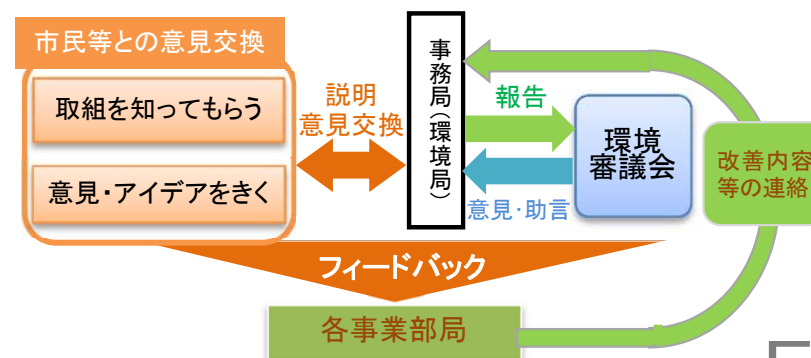 市民等との意見交換
取組を知ってもらう
意見・アイデアをきく
説明
意見交換
事務局(環境局)
報告
意見・助言
環境
審議会
改善内容
等の連絡
フィードバック
各事業部局